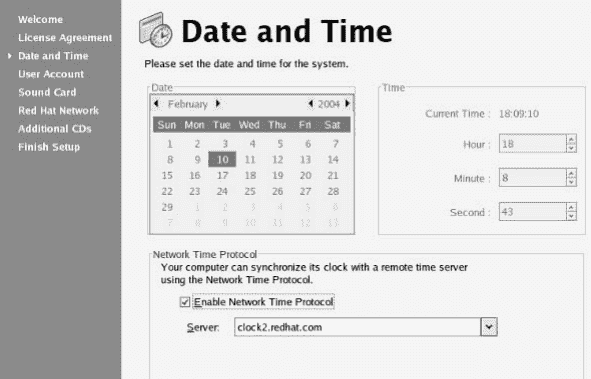 Welcome
License Agreement
Date and Time
User Account
Sound Card
Red Hat Network
Additional CDs
Finish Setup
Date and Time
Please set the date and time for the system.
Date
February 2004
Sun Mon Tue Wed Thu Fri Sat
1 2 3 4 5 6 7
8 9 10 11 12 13 14
15 16 17 18 19 20 21
22 23 24 25 26 27 28
29 1 2 3 4 5 6
7 8 9 10 11 12 13
Time
Current Time : 18:09:10
Hour : 18
Minute : 8
Second : 43
Network Time Protocol
Your computer can synchronize its clock with a remote time server
using the Network Time Protocol.
Enable Network Time Protocol
Server: clock2.redhat.com